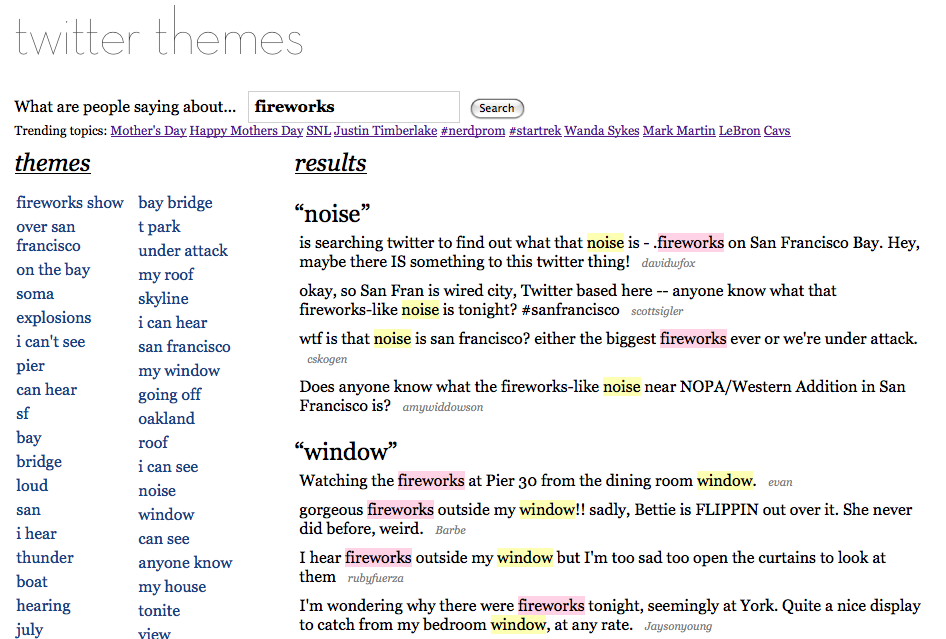 twitter themes
What are people saying about... fireworks Search
Trending topics: Mother's Day Happy Mothers Day SNL Justin Timberlake #nerdprom #startrek Wanda Sykes Mark Martin LeBron Cavs
themes
fireworks show
over san
francisco
on the bay
soma
explosions
i can't see
pier
can hear
sf
bay
bridge
loud
san
i hear
thunder
boat
hearing
july
bay bridge
t park
under attack
my roof
skyline
i can hear
san francisco
my window
going off
oakland
roof
i can see
noise
window
can see
anyone know
my house
tonite
view
results
“noise”
is searching twitter to find out what that noise is - .fireworks on San Francisco Bay. Hey,
maybe there IS something to this twitter thing! davidwfox
okay, so San Fran is wired city, Twitter based here -- anyone know what that
fireworks-like noise is tonight? #sanfrancisco scottsigler
wtf is that noise is san francisco? either the biggest fireworks ever or we're under attack.
cskogen
Does anyone know what the fireworks-like noise near NOPA/Western Addition in San
Francisco is? amywiddowson
“window”
Watching the fireworks at Pier 30 from the dining room window. evan
gorgeous fireworks outside my window!! sadly, Bettie is FLIPPIN out over it. She never
did before, weird. Barbe
I hear fireworks outside my window but I'm too sad too open the curtains to look at
them rubyfuerza
I'm wondering why there were fireworks tonight, seemingly at York. Quite a nice display
to catch from my bedroom window, at any rate. Jaysonyoung